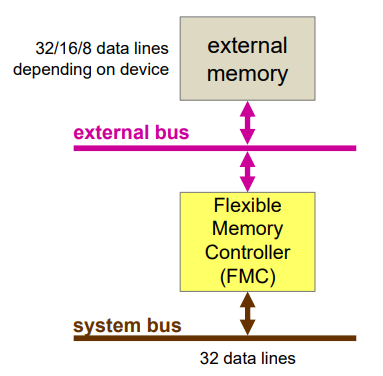 32/16/8 data lines
depending on device
external
memory
external bus
Flexible
Memory
Controller
(FMC)
system bus
32 data lines